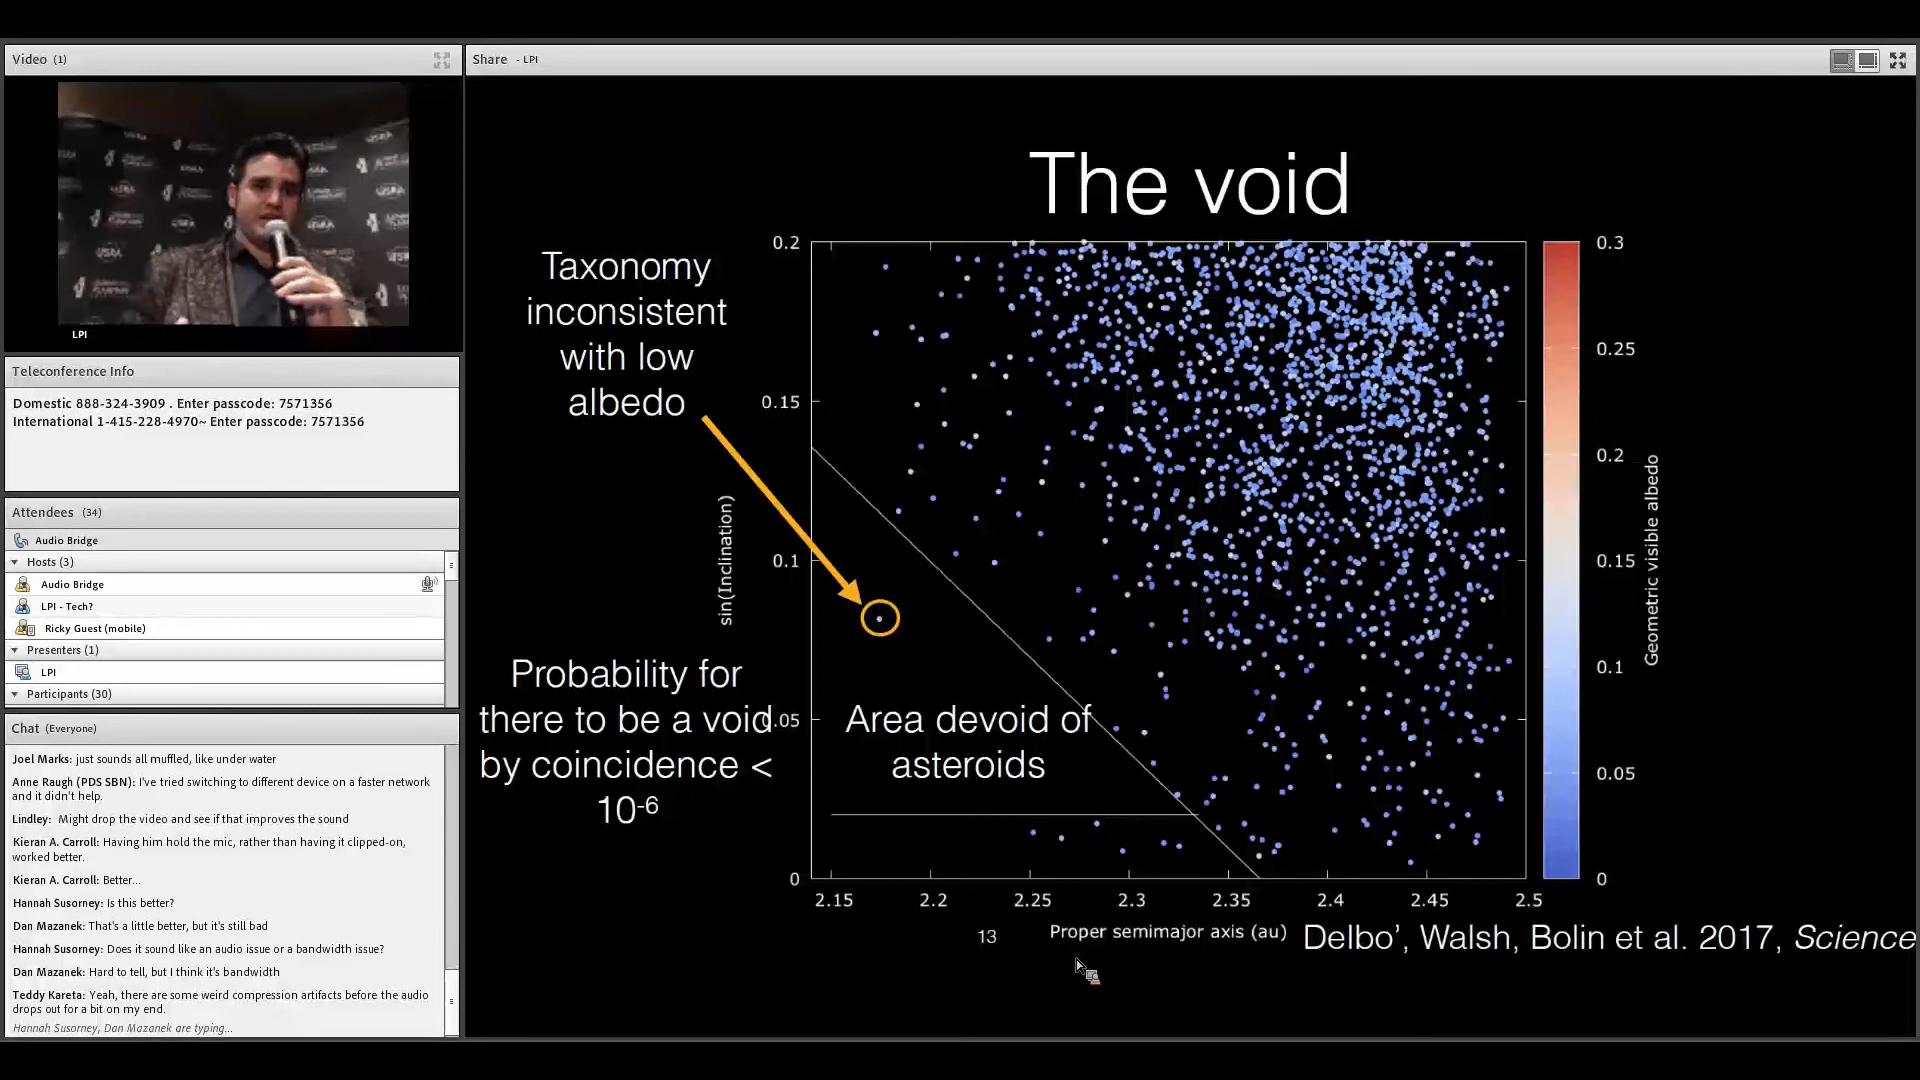 Video (1)
LPI
Teleconference Info
Domestic 888-324-3909 . Enter passcode: 7571356
International 1-415-228-4970~ Enter passcode: 7571356
Attendees (34)
Audio Bridge
Hosts (3)
Audio Bridge
LPI - Tech?
Ricky Guest (mobile)
Presenters (1)
LPI
Participants (30)
Chat (Everyone)
Joel Marks: just sounds all muffled, like under water
Anne Raugh (PDS SBN): I've tried switching to different device on a faster network
and it didn't help.
Lindley: Might drop the video and see if that improves the sound
Kieran A. Carroll: Having him hold the mic, rather than having it clipped-on,
worked better.
Kieran A. Carroll: Better...
Hannah Susorney: Is this better?
Dan Mazanek: That's a little better, but it's still bad
Hannah Susorney: Does it sound like an audio issue or a bandwidth issue?
Dan Mazanek: Hard to tell, but I think it's bandwidth
Teddy Kareta: Yeah, there are some weird compression artifacts before the audio
drops out for a bit on my end.
Hannah Susorney, Dan Mazanek are typing...
Share - LPI
The void
Taxonomy
inconsistent
with low
albedo
Probability for
there to be a void
by coincidence <
10-6
Area devoid of
asteroids
sin(Inclination)
0.2
0.15
0.1
0.05
0
2.15 2.2 2.25 2.3 2.35 2.4 2.45 2.5
Proper semimajor axis (au)
0.3
0.25
0.2
0.15
0.1
0.05
0
Geometric visible albedo
13
Delbo’, Walsh, Bolin et al. 2017, Science